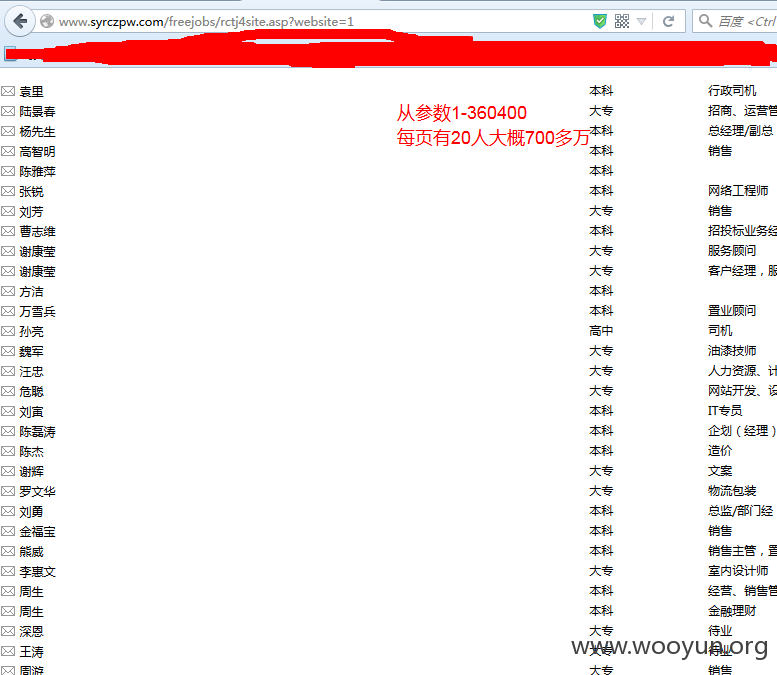 www.syrczpw.com/freejobs/rctj4site.asp?website=1
百度 <Ctrl
袁里 本科 行政司机
陆景春 大专 招商、运营管
从参数1-360400
杨先生 本科 总经理/副总
每页有20人大概700多万
高智明 本科 销售
陈雅萍 本科
张锐 本科 网络工程师
刘芳 大专 销售
曹志维 本科 招投标业务经
谢康莹 大专 服务顾问
谢康莹 大专 客户经理，服
方洁 本科
万雪兵 本科 置业顾问
孙亮 高中 司机
魏军 大专 油漆技师
汪忠 大专 人力资源、计
危聪 大专 网站开发、设
刘寅 本科 IT专员
陈磊涛 本科 企划（经理）
陈杰 本科 造价
谢辉 大专 文案
罗文华 大专 物流包装
刘勇 本科 总监/部门经
金福宝 本科 销售
熊威 本科 销售主管，置
李惠文 大专 室内设计师
周生 本科 经营、销售管
周生 本科 金融理财
深恩 大专 待业
王涛 大专 待业
www.wooyun.org
周游 大专 销售